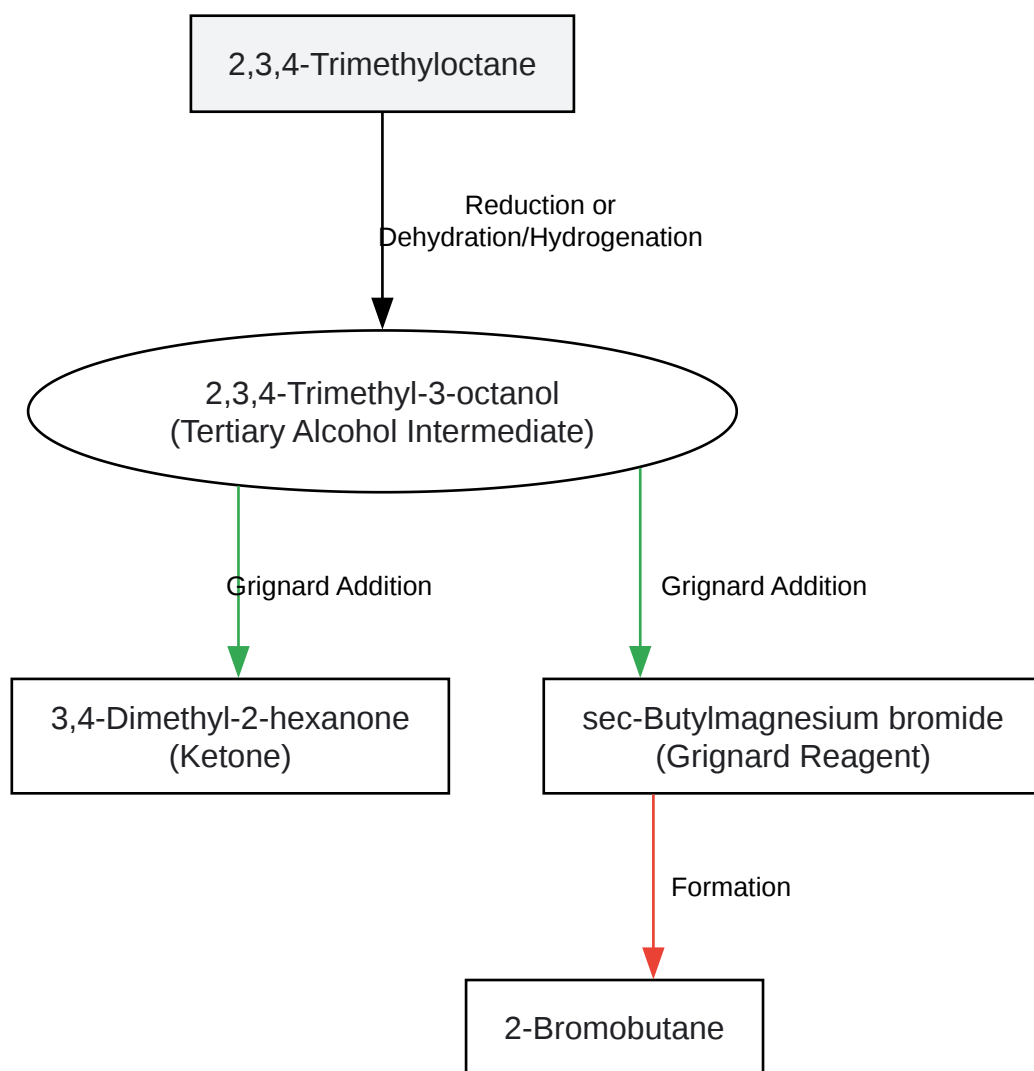 2,3,4-Trimethyloctane
Reduction or
Dehydration/Hydrogenation
2,3,4-Trimethyl-3-octanol
(Tertiary Alcohol Intermediate)
Grignard Addition
Grignard Addition
3,4-Dimethyl-2-hexanone
(Ketone)
sec-Butylmagnesium bromide
(Grignard Reagent)
Formation
2-Bromobutane